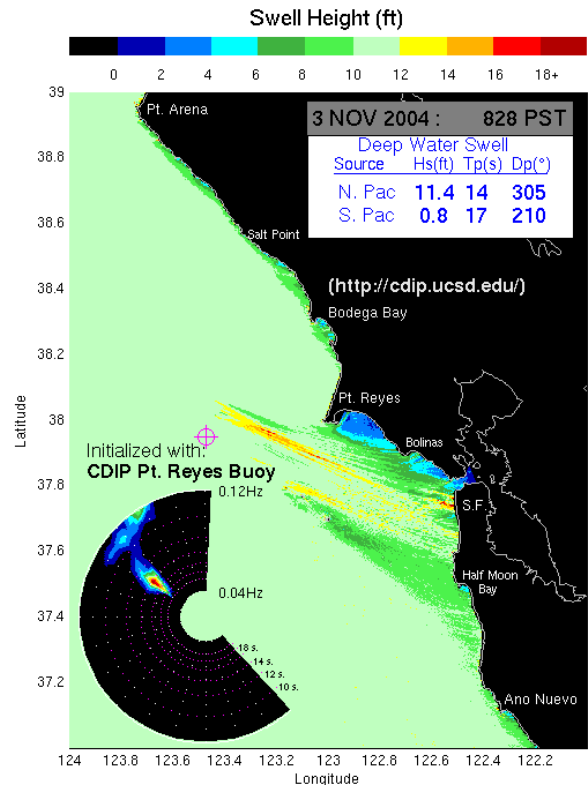 Swell Height (ft)
0 2 4 6 8 10 12 14 16 18+
3 NOV 2004 : 828 PST
Deep Water Swell
Source Hs(ft) Tp(s) Dp(°)
N. Pac 11.4 14 305
S. Pac 0.8 17 210
(http://cdip.ucsd.edu/)
Pt. Arena
Salt Point
Bodega Bay
Pt. Reyes
Bolinas
S.F.
Half Moon
Bay
Ano Nuevo
Initialized with:
CDIP Pt. Reyes Buoy
0.12Hz
0.04Hz
18 s.
14 s.
12 s.
10 s.
Latitude
39
38.8
38.6
38.4
38.2
38
37.8
37.6
37.4
37.2
124 123.8 123.6 123.4 123.2 123 122.8 122.6 122.4 122.2
Longitude